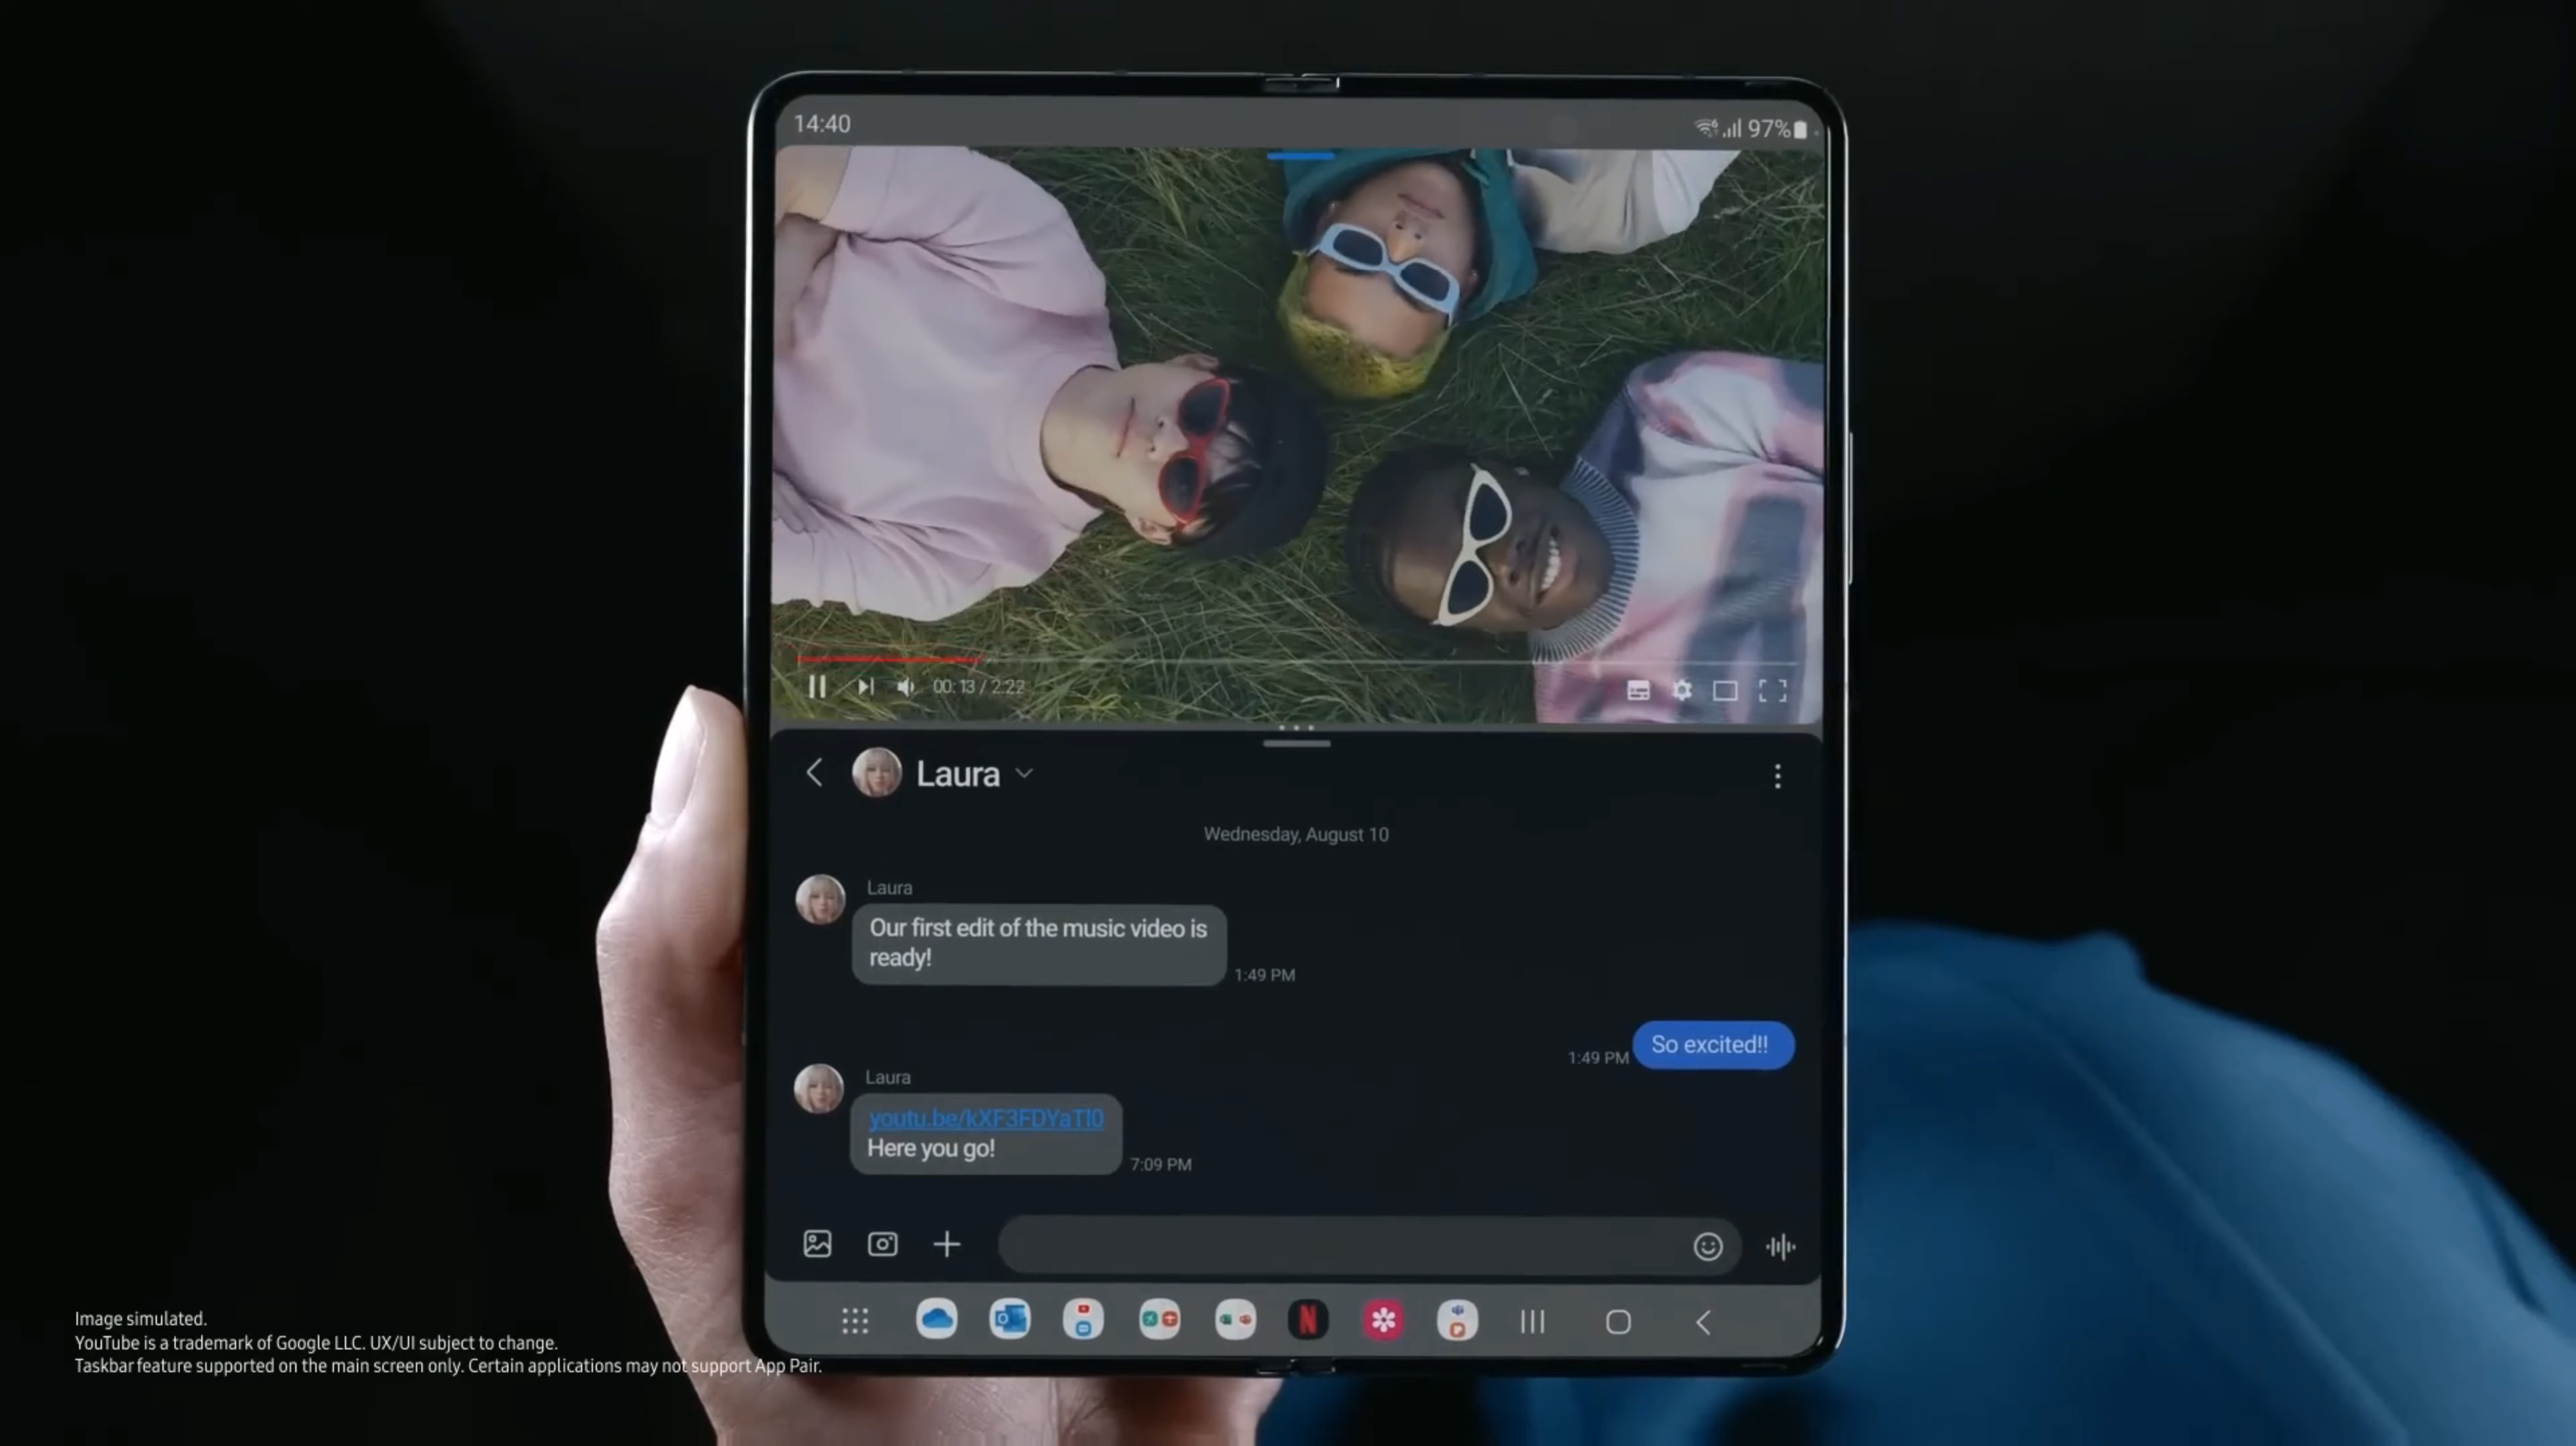 14:40
97%
00:13 / 2:22
Laura
Wednesday, August 10
Laura
Our first edit of the music video is
ready!
1:49 PM
So excited!!
1:49 PM
Laura
youtu.be/kXF3FDYaTl0
Here you go!
7:09 PM
N
Image simulated.
YouTube is a trademark of Google LLC. UX/UI subject to change.
Taskbar feature supported on the main screen only. Certain applications may not support App Pair.